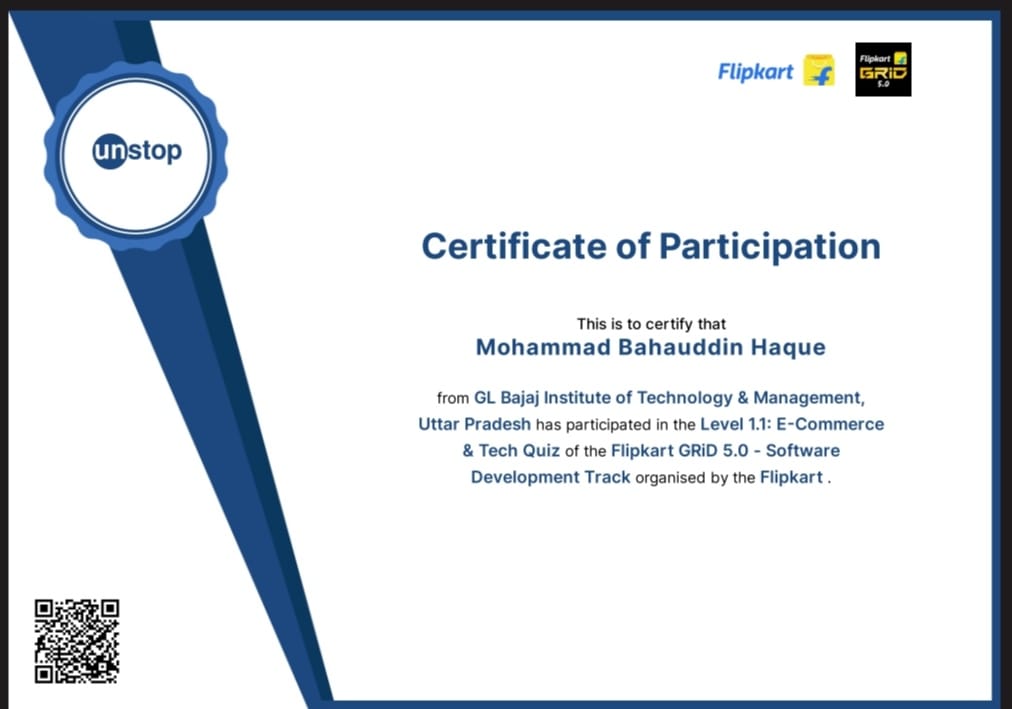 Flipkart
Flipkart
GRiD
5.0
unstop
Certificate of Participation
This is to certify that
Mohammad Bahauddin Haque
from GL Bajaj Institute of Technology & Management,
Uttar Pradesh has participated in the Level 1.1: E-Commerce
& Tech Quiz of the Flipkart GRiD 5.0 - Software
Development Track organised by the Flipkart .